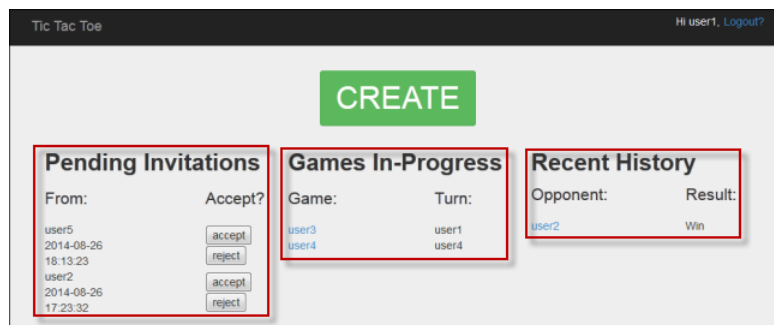 Tic Tac Toe
Hi user1, Logout?
CREATE
Pending Invitations
From: Accept?
user5
2014-08-26
18:13:23
accept
reject
user2
2014-08-26
17:23:32
accept
reject
Games In-Progress
Game: Turn:
user3 user1
user4 user4
Recent History
Opponent: Result:
user2 Win